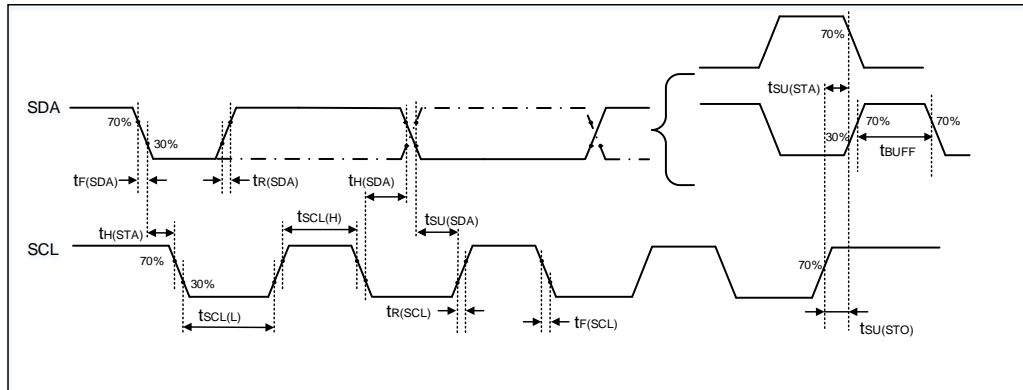 70%
tSU(STA)
SDA
70%
30%
30%
70%
70%
tBUFF
tF(SDA)
tR(SDA)
tH(SDA)
tSCL(H)
tSU(SDA)
tH(STA)
SCL
70%
30%
70%
tSCL(L)
tR(SCL)
tF(SCL)
tSU(STO)